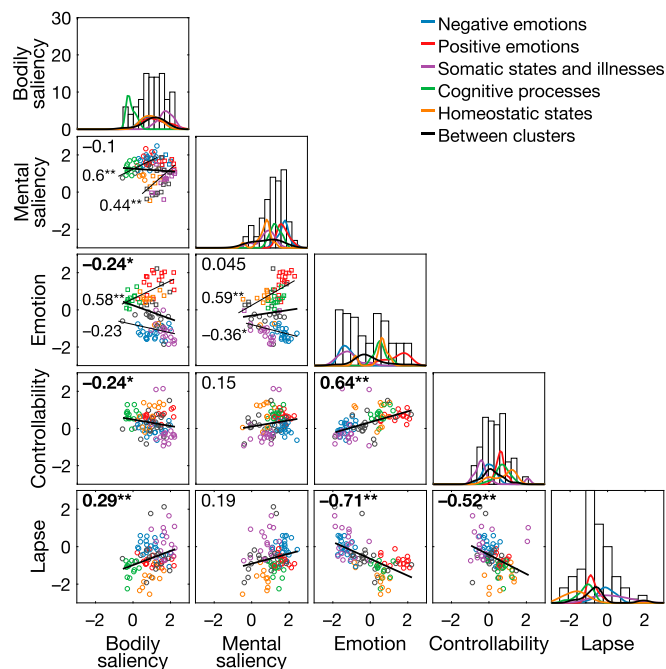 30
20
10
0
Bodily
saliency
Negative emotions
Positive emotions
Somatic states and illnesses
Cognitive processes
Homeostatic states
Between clusters
Mental
saliency
2
0
−2
−0.1
0.6**
0.44**
Emotion
2
0
−2
−0.24*
0.58**
−0.23
0.045
0.59**
−0.36*
Controllability
2
0
−2
−0.24*
0.15
0.64**
Lapse
2
0
−2
0.29**
0.19
−0.71**
−0.52**
−2 0 2 −2 0 2 −2 0 2 −2 0 2 −2 0 2
Bodily
saliency
Mental
saliency
Emotion
Controllability
Lapse